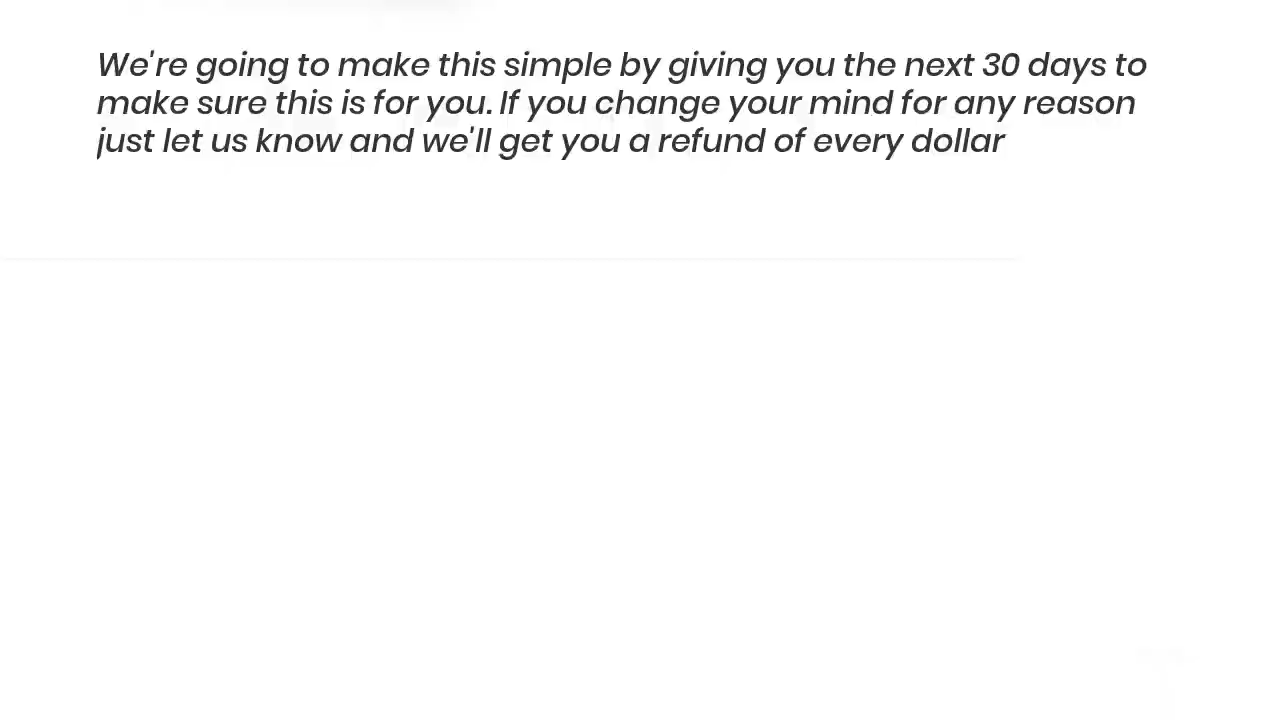 We're going to make this simple by giving you the next 30 days to
make sure this is for you. If you change your mind for any reason
just let us know and we'll get you a refund of every dollar